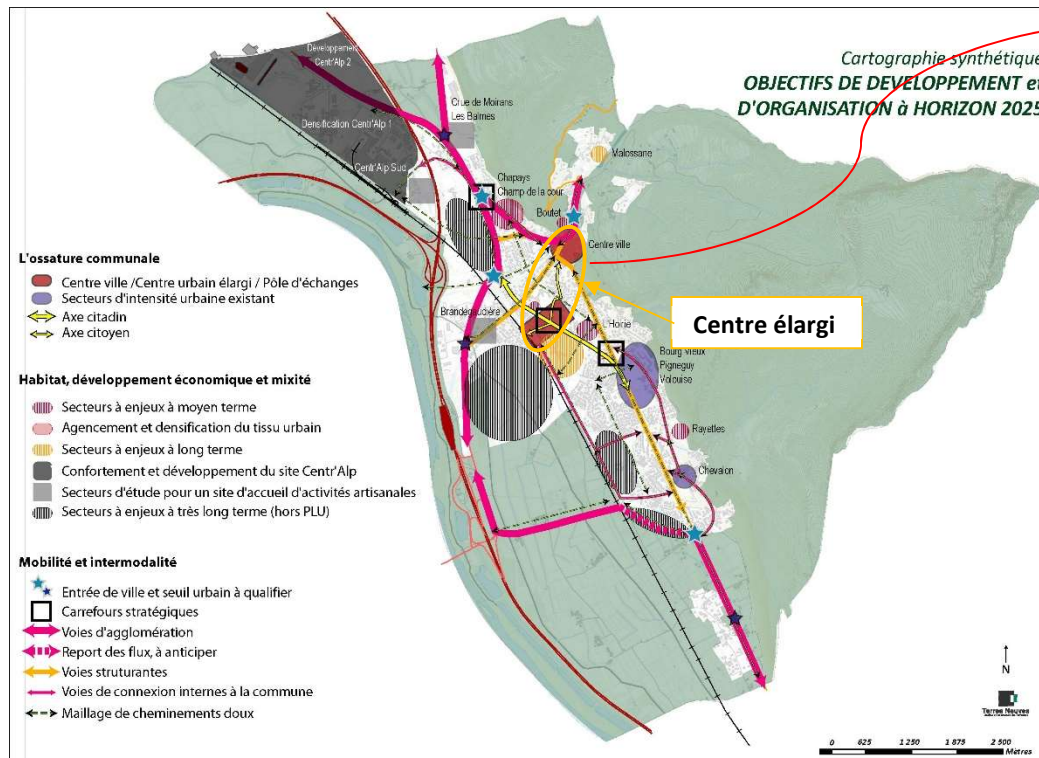 Cartographie synthétique
OBJECTIFS DE DEVELOPPEMENT et
D'ORGANISATION à HORIZON 2025
Développement
Centr'Alp 2
Densification Centr'Alp 1
Centr'Alp Sud
Crue de Moirans
Les Balmes
Malossane
Chapays
Champ de la cour
Boutet
Centre ville
Centre élargi
L'Horie
Bourg Vieux
Pigneguy
Volouise
Rayettes
Chevalon
L'ossature communale
Centre ville /Centre urbain élargi / Pôle d'échanges
Secteurs d'intensité urbaine existant
Axe citadin
Axe citoyen
Habitat, développement économique et mixité
Secteurs à enjeux à moyen terme
Agencement et densification du tissu urbain
Secteurs à enjeux à long terme
Confortement et développement du site Centr'Alp
Secteurs d'étude pour un site d'accueil d'activités artisanales
Secteurs à enjeux à très long terme (hors PLU)
Mobilité et intermodalité
Entrée de ville et seuil urbain à qualifier
Carrefours stratégiques
Voies d'agglomération
Report des flux, à anticiper
Voies struturantes
Voies de connexion internes à la commune
Maillage de cheminements doux
N
Terres Neuves
0 625 1 250 1 875 2 500
Mètres